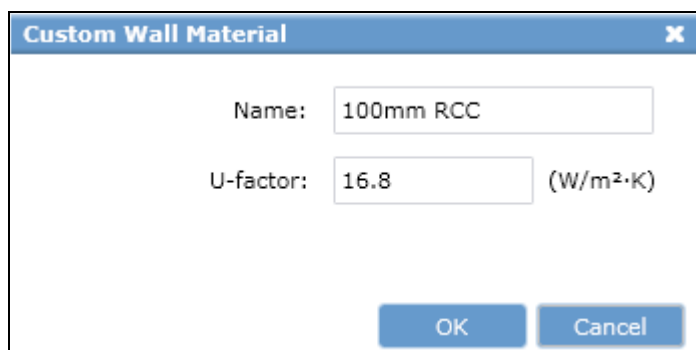 Custom Wall Material
Name: 100mm RCC
U-factor: 16.8 (W/m²·K)
OK Cancel